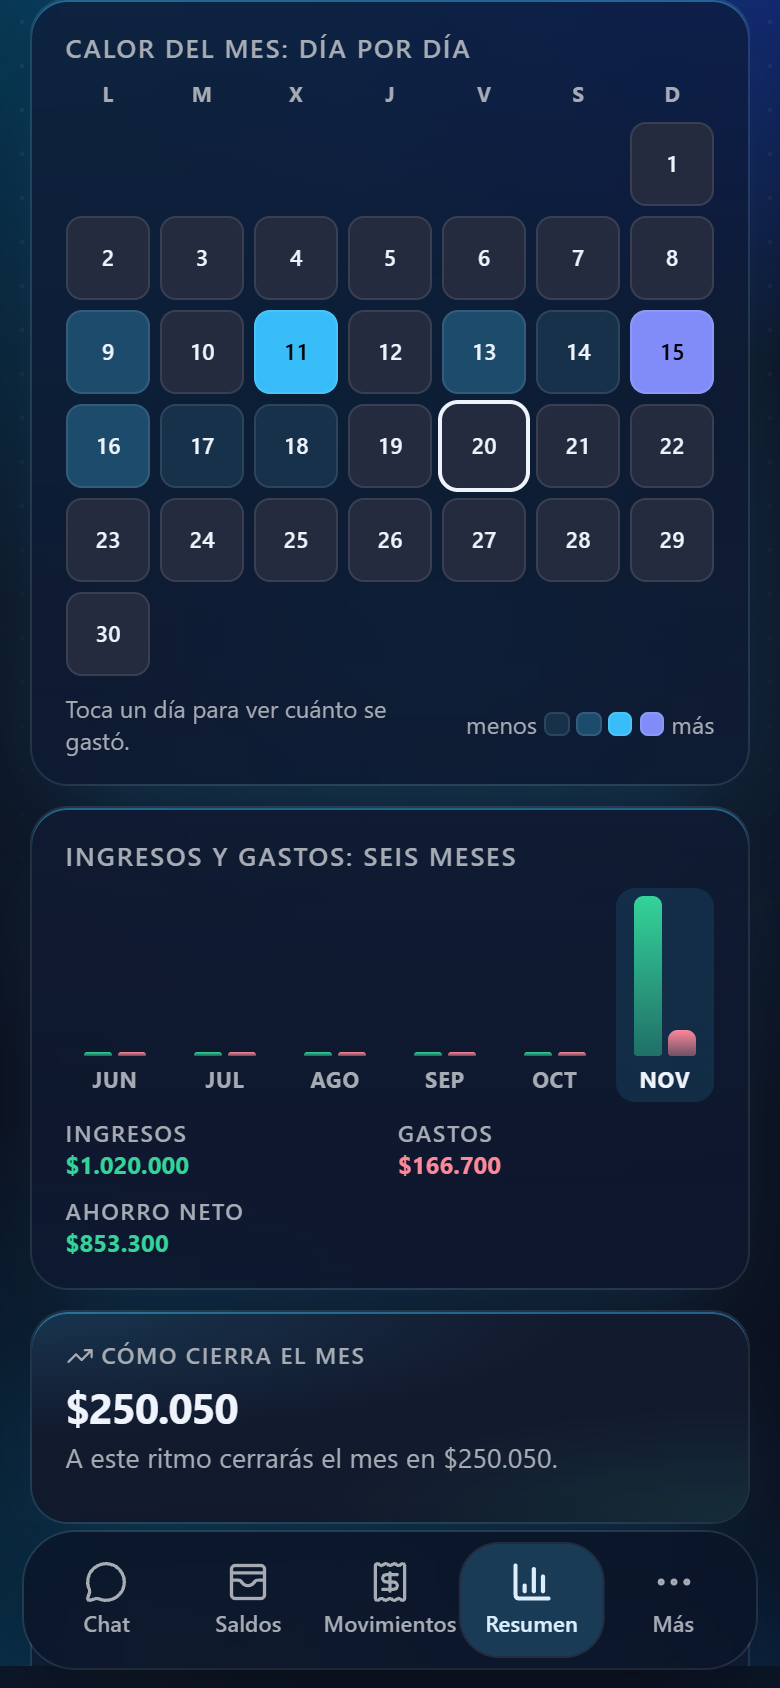 CALOR DEL MES: DÍA POR DÍA
L M X J V S D
1
2 3 4 5 6 7 8
9 10 11 12 13 14 15
16 17 18 19 20 21 22
23 24 25 26 27 28 29
30
Toca un día para ver cuánto se
gastó.
menos más
INGRESOS Y GASTOS: SEIS MESES
JUN JUL AGO SEP OCT NOV
INGRESOS GASTOS
$1.020.000 $166.700
AHORRO NETO
$853.300
CÓMO CIERRA EL MES
$250.050
A este ritmo cerrarás el mes en $250.050.
Chat Saldos Movimientos Resumen Más